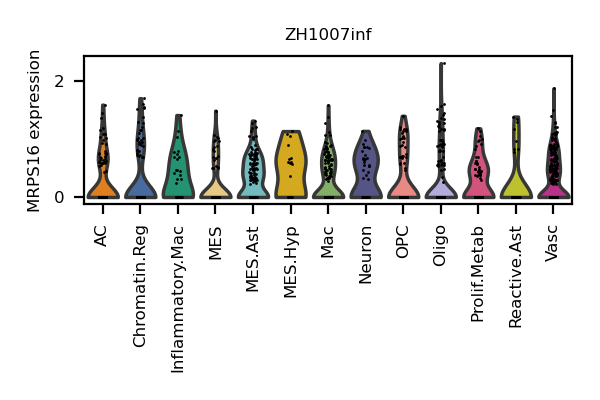 ZH1007inf
MRPS16 expression
2
0
AC
Chromatin.Reg
Inflammatory.Mac
MES
MES.Ast
MES.Hyp
Mac
Neuron
OPC
Oligo
Prolif.Metab
Reactive.Ast
Vasc